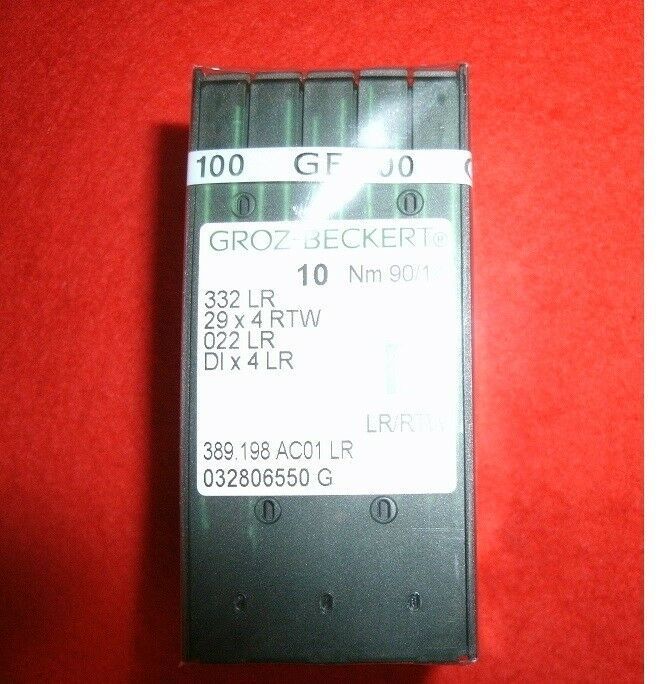 100 GE 00
GROZ-BECKERT®
10 Nm 90/1
332 LR
29 x 4 RTW
022 LR
DI x 4 LR
LR/RTW
389.198 AC01 LR
032806550 G